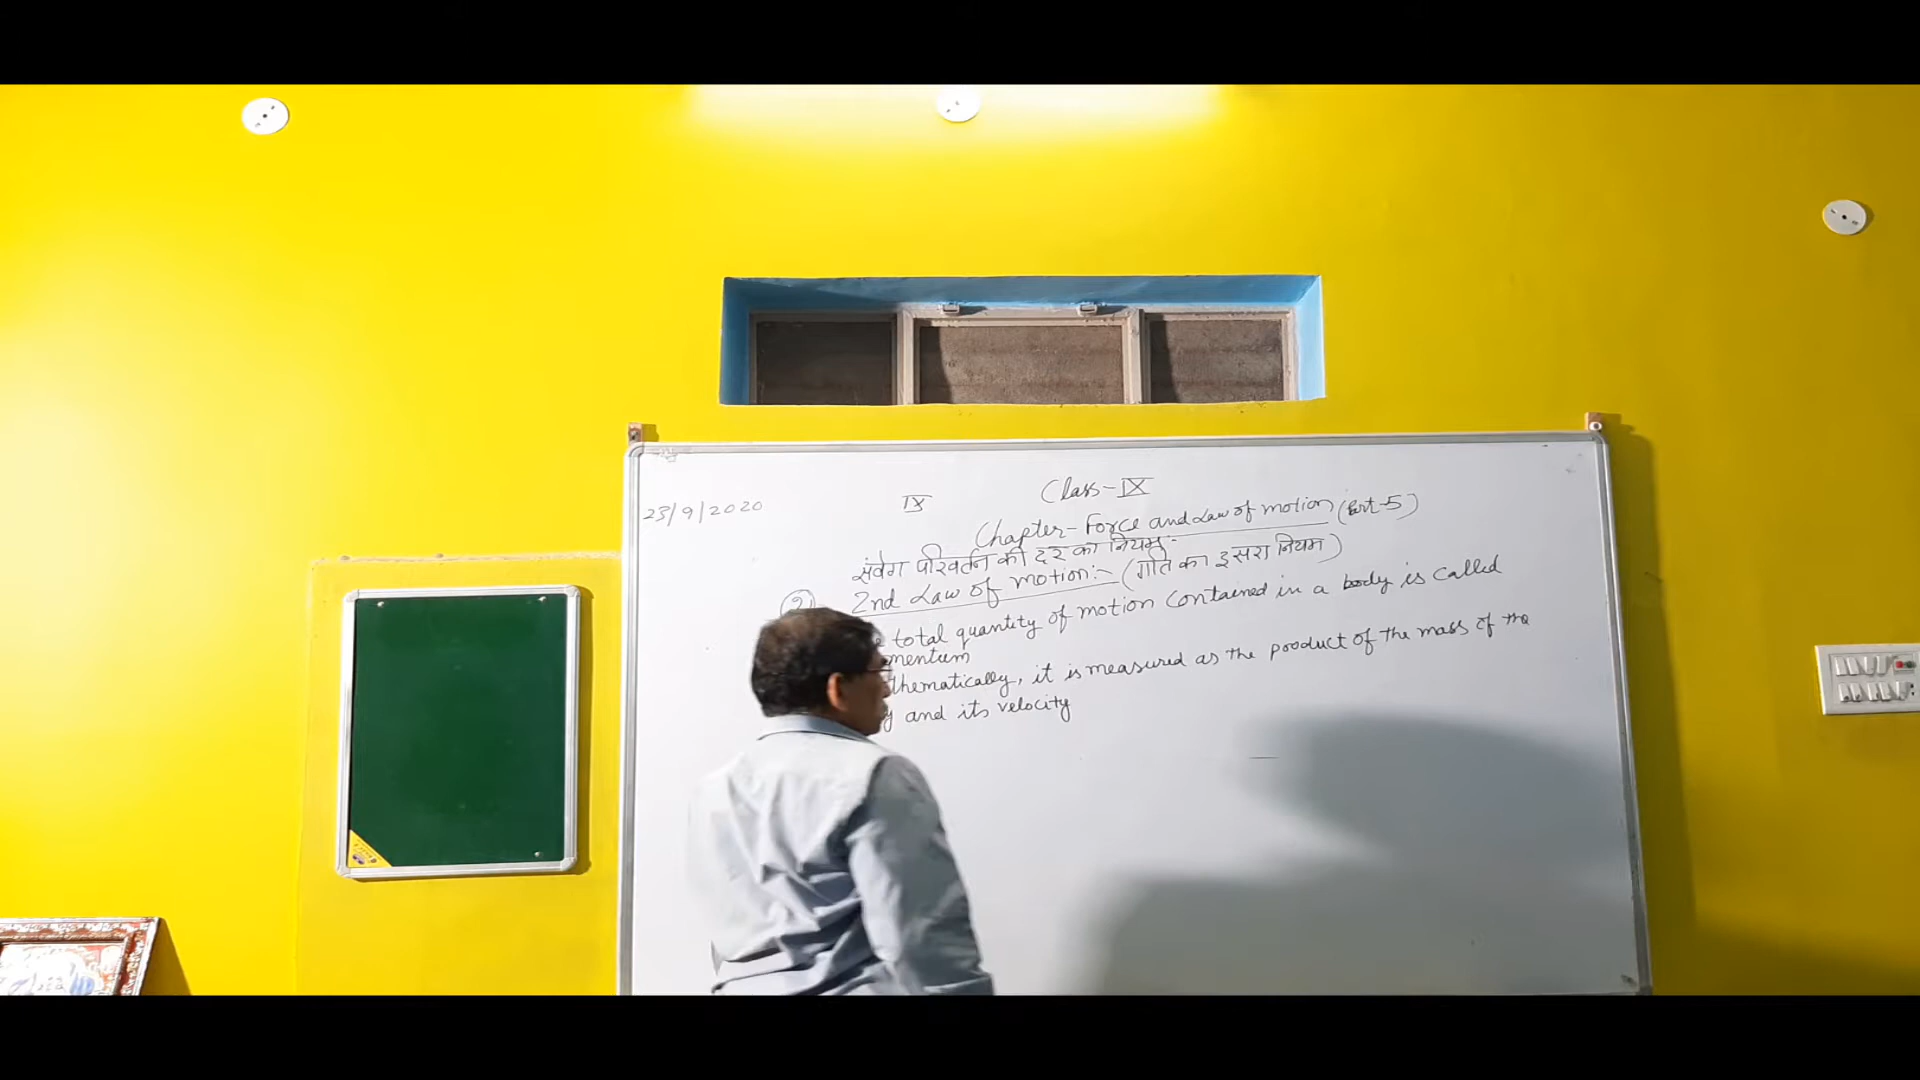 23/9/2020
IX
Class-IX
Chapter-Force and Law of motion (Part-5)
संवेग परिवर्तन की दर का नियम:-
2nd Law of motion:- (गति का दूसरा नियम)
total quantity of motion contained in a body is called
mentum
thematically, it is measured as the product of the mass of the
y and its velocity